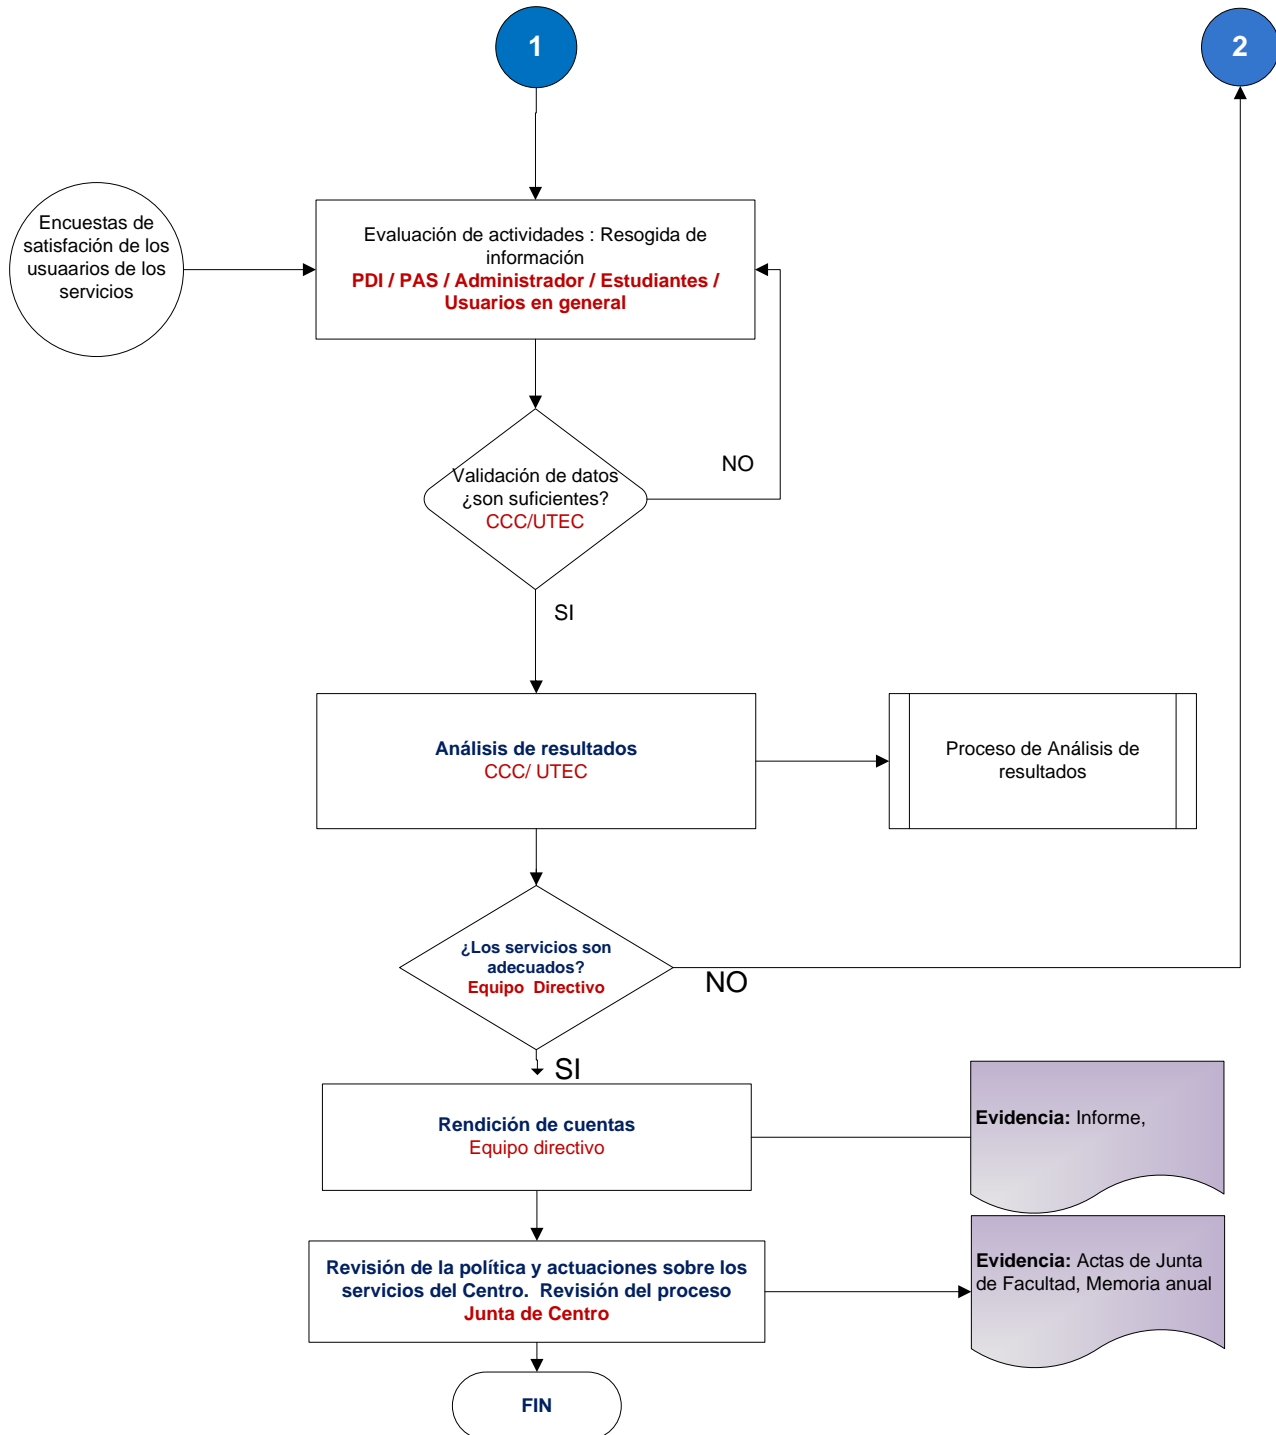 1
2
Encuestas de
satisfacción de los
usuaarios de los
servicios
Evaluación de actividades : Resogida de
información
PDI / PAS / Administrador / Estudiantes /
Usuarios en general
Validación de datos
¿son suficientes?
CCC/UTEC
NO
SI
Análisis de resultados
CCC/ UTEC
Proceso de Análisis de
resultados
¿Los servicios son
adecuados?
Equipo  Directivo
NO
SI
Rendición de cuentas
Equipo directivo
Evidencia: Informe,
Revisión de la política y actuaciones sobre los
servicios del Centro.  Revisión del proceso
Junta de Centro
Evidencia: Actas de Junta
de Facultad, Memoria anual
FIN